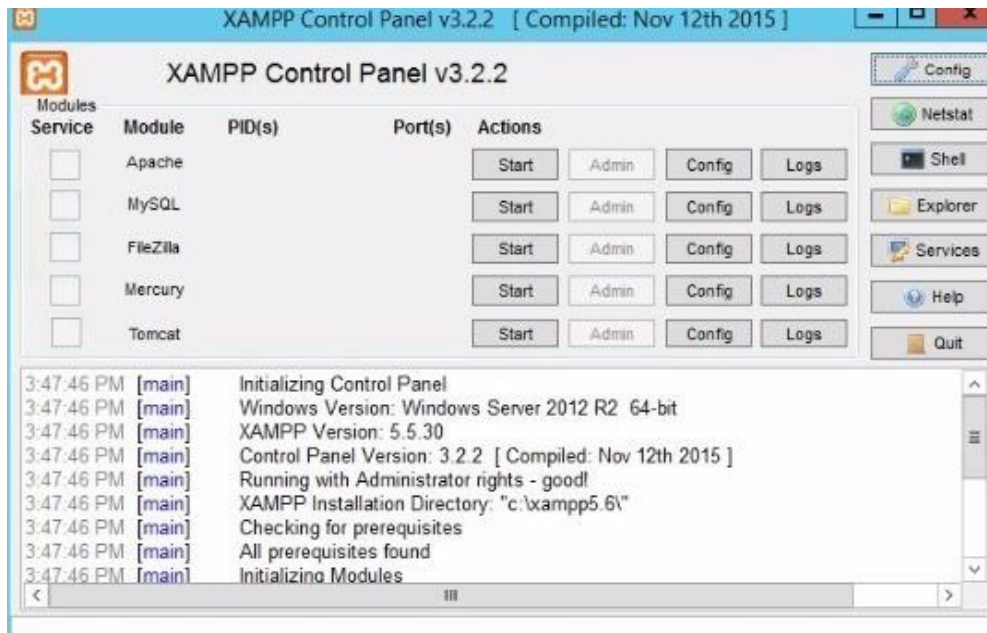 XAMPP Control Panel v3.2.2 [ Compiled: Nov 12th 2015 ]
XAMPP Control Panel v3.2.2
Config
Modules
Service Module PID(s) Port(s) Actions
Netstat
Apache Start Admin Config Logs
Shell
MySQL Start Admin Config Logs
Explorer
FileZilla Start Admin Config Logs
Services
Mercury Start Admin Config Logs
Help
Tomcat Start Admin Config Logs
Quit
3:47:46 PM [main] Initializing Control Panel
3:47:46 PM [main] Windows Version: Windows Server 2012 R2 64-bit
3:47:46 PM [main] XAMPP Version: 5.5.30
3:47:46 PM [main] Control Panel Version: 3.2.2 [ Compiled: Nov 12th 2015 ]
3:47:46 PM [main] Running with Administrator rights - good!
3:47:46 PM [main] XAMPP Installation Directory: "c:\xampp5.6\"
3:47:46 PM [main] Checking for prerequisites
3:47:46 PM [main] All prerequisites found
3:47:46 PM [main] Initializing Modules